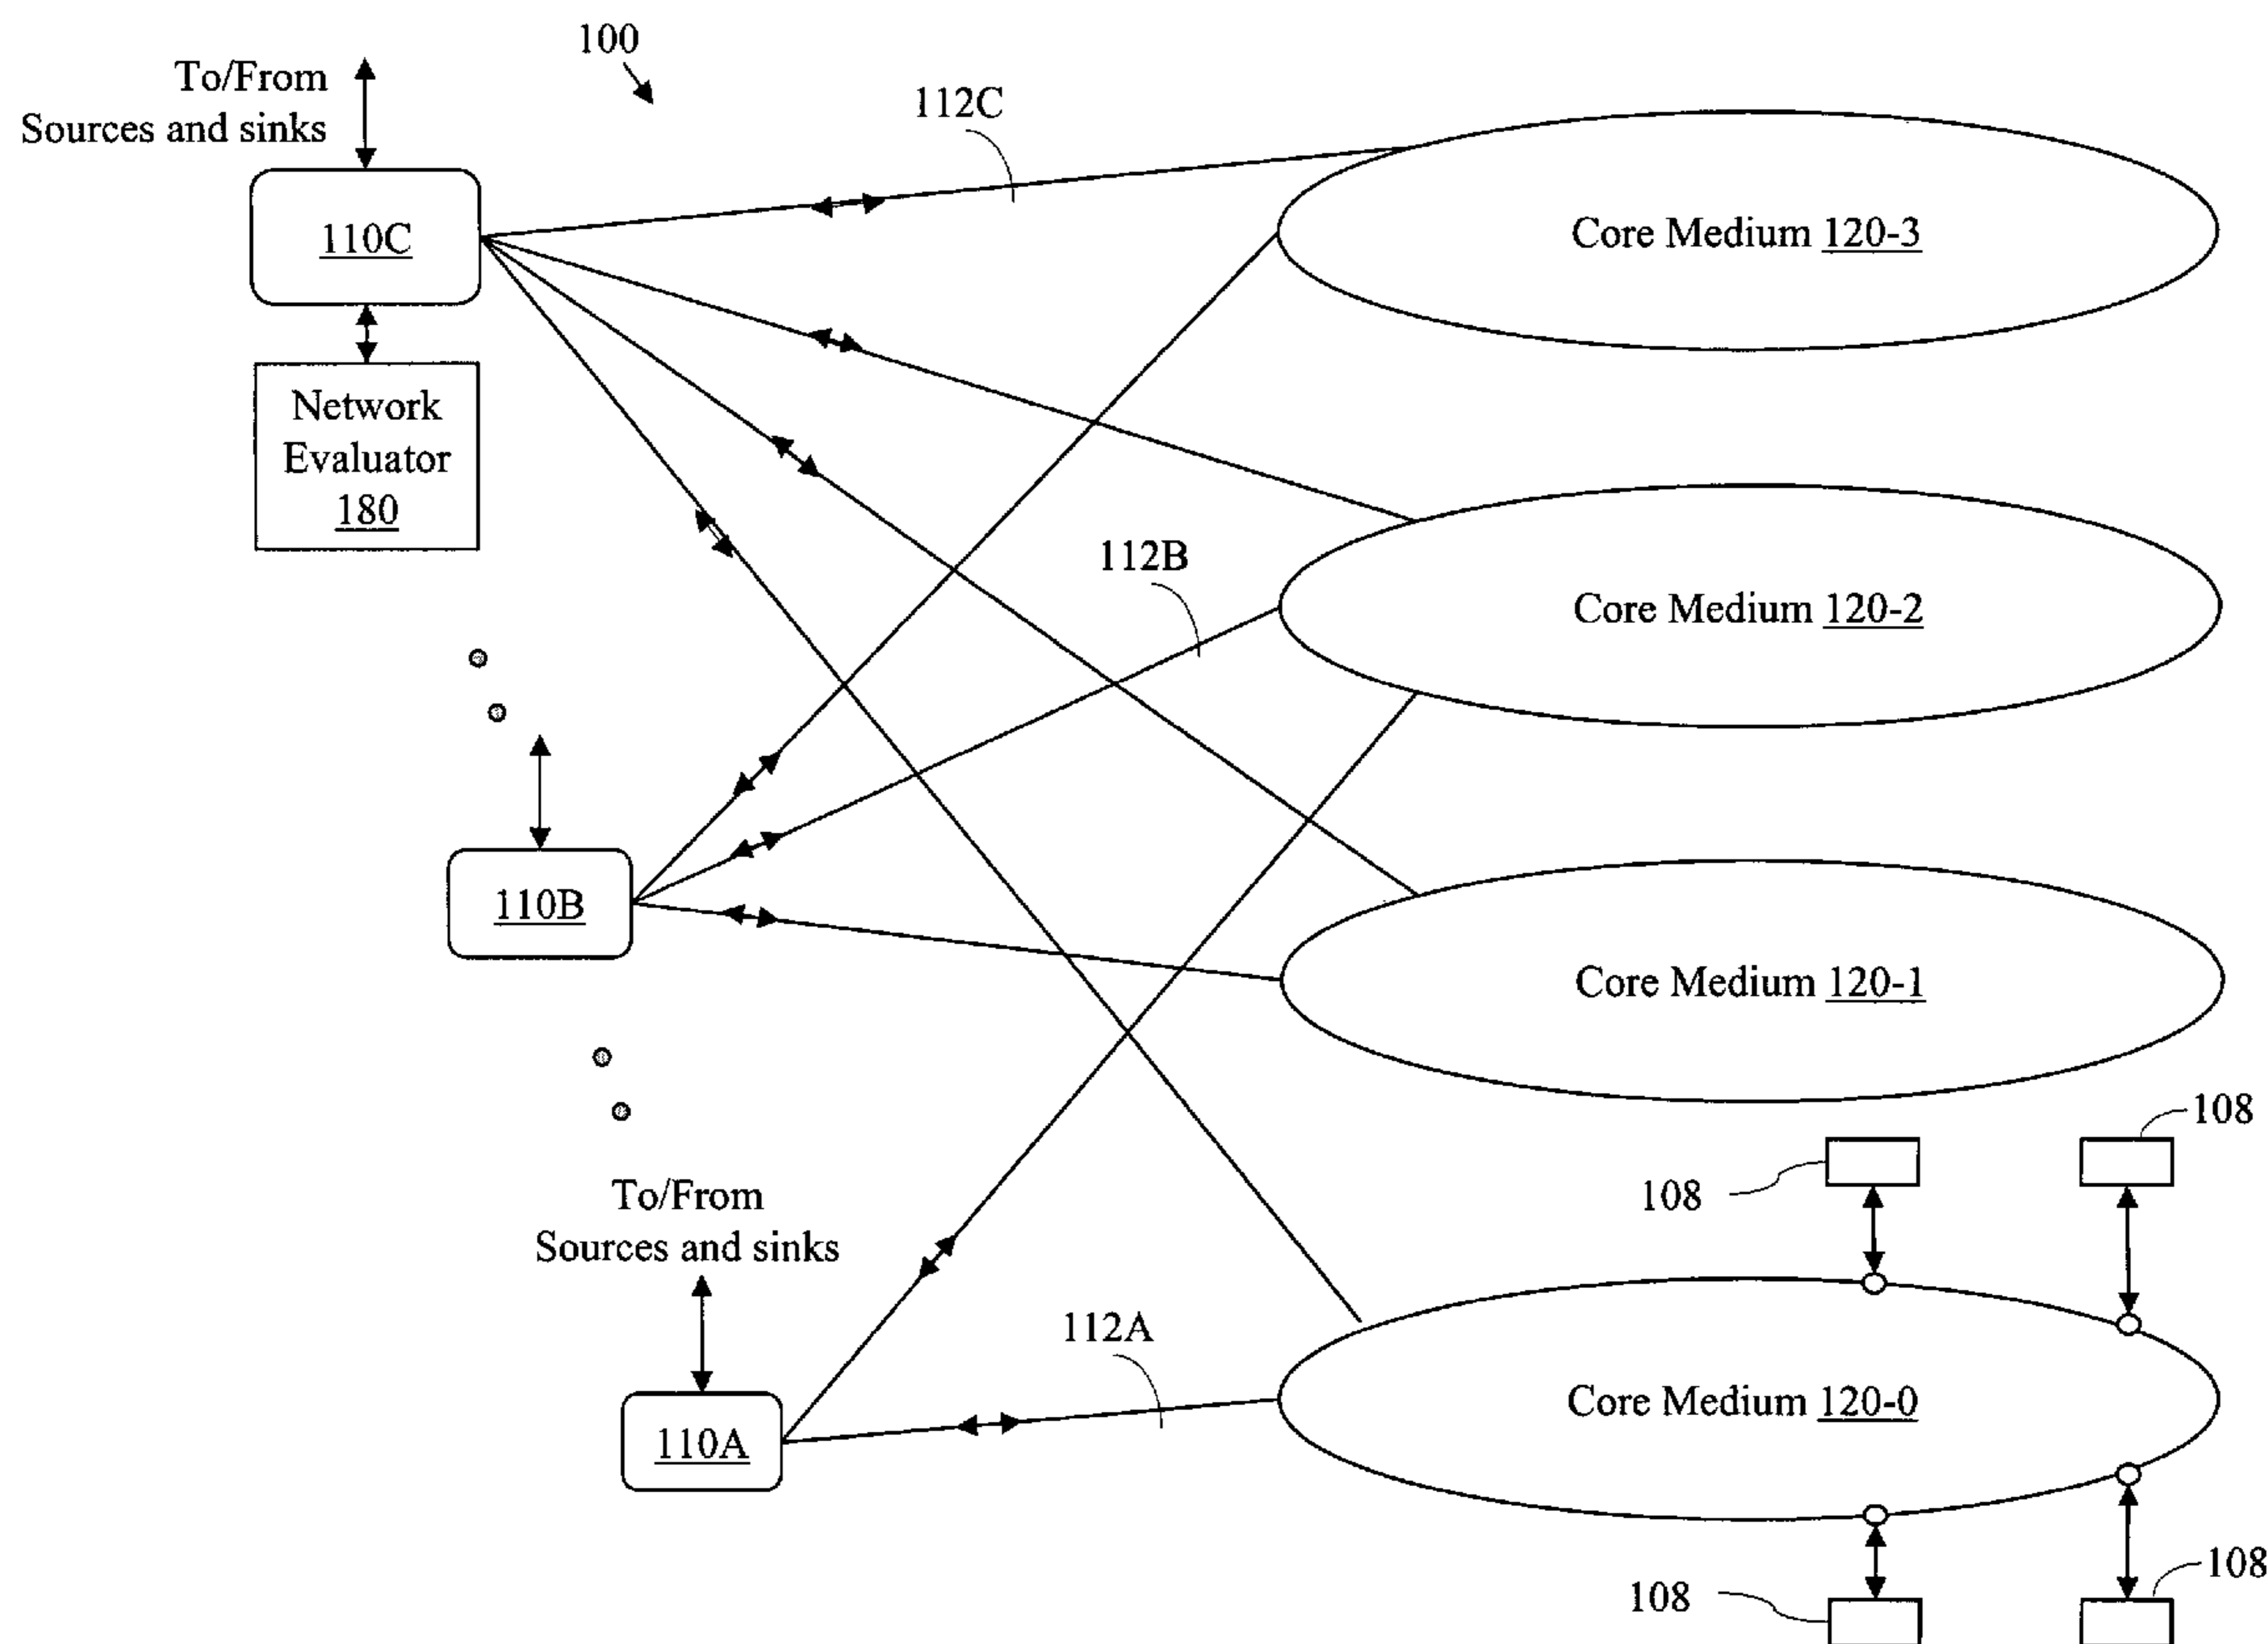 100
To/From
Sources and sinks
112C
110C
Core Medium 120-3
Network
Evaluator
180
112B
Core Medium 120-2
110B
Core Medium 120-1
108
108
To/From
Sources and sinks
112A
Core Medium 120-0
110A
108
108